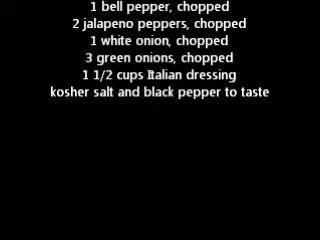 1 bell pepper, chopped
2 jalapeno peppers, chopped
1 white onion, chopped
3 green onions, chopped
1 1/2 cups Italian dressing
kosher salt and black pepper to taste